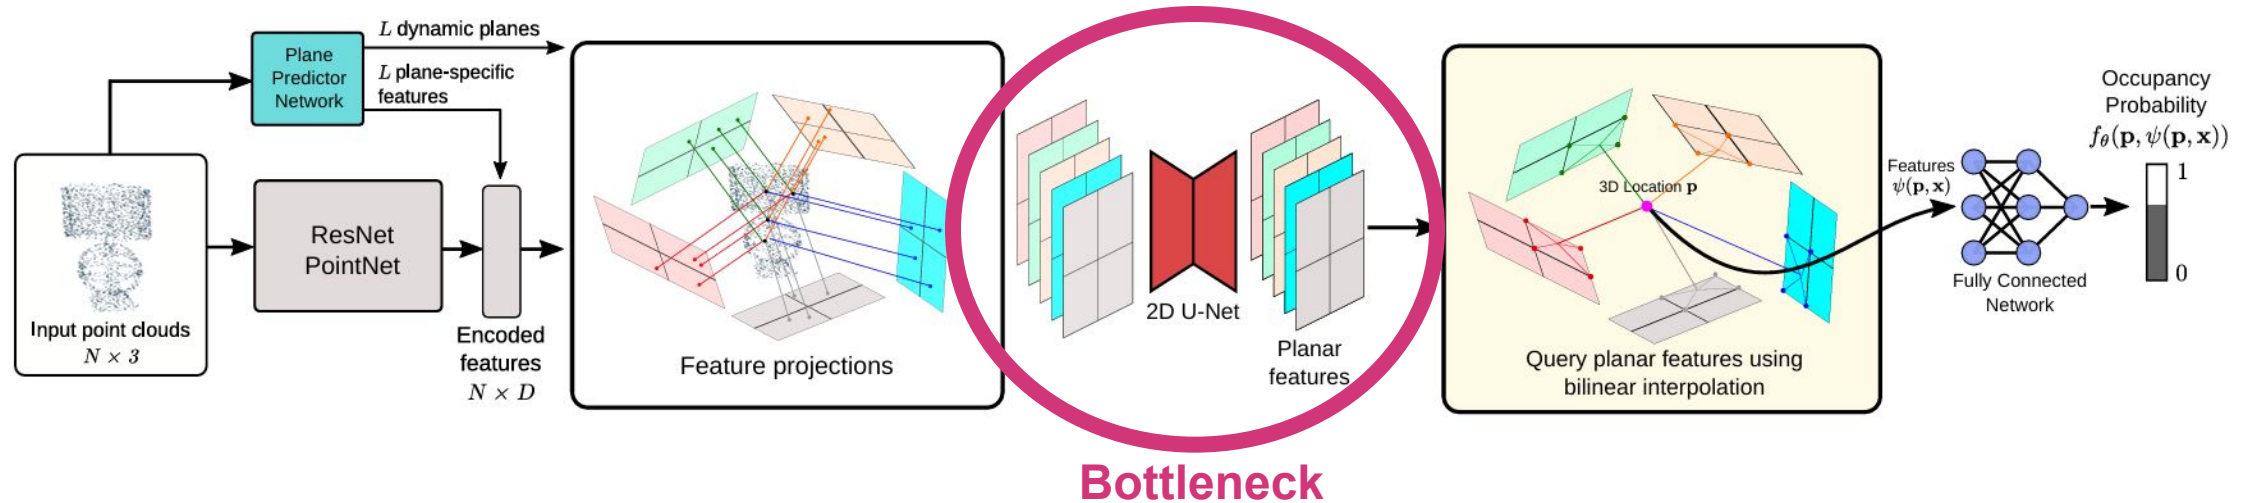 Input point clouds
N × 3
Plane
Predictor
Network
L dynamic planes
L plane-specific
features
ResNet
PointNet
Encoded
features
N × D
Feature projections
2D U-Net
Planar
features
Bottleneck
3D Location p
Query planar features using
bilinear interpolation
Features
ψ(p, x)
Fully Connected
Network
Occupancy
Probability
fθ(p, ψ(p, x))
1
0